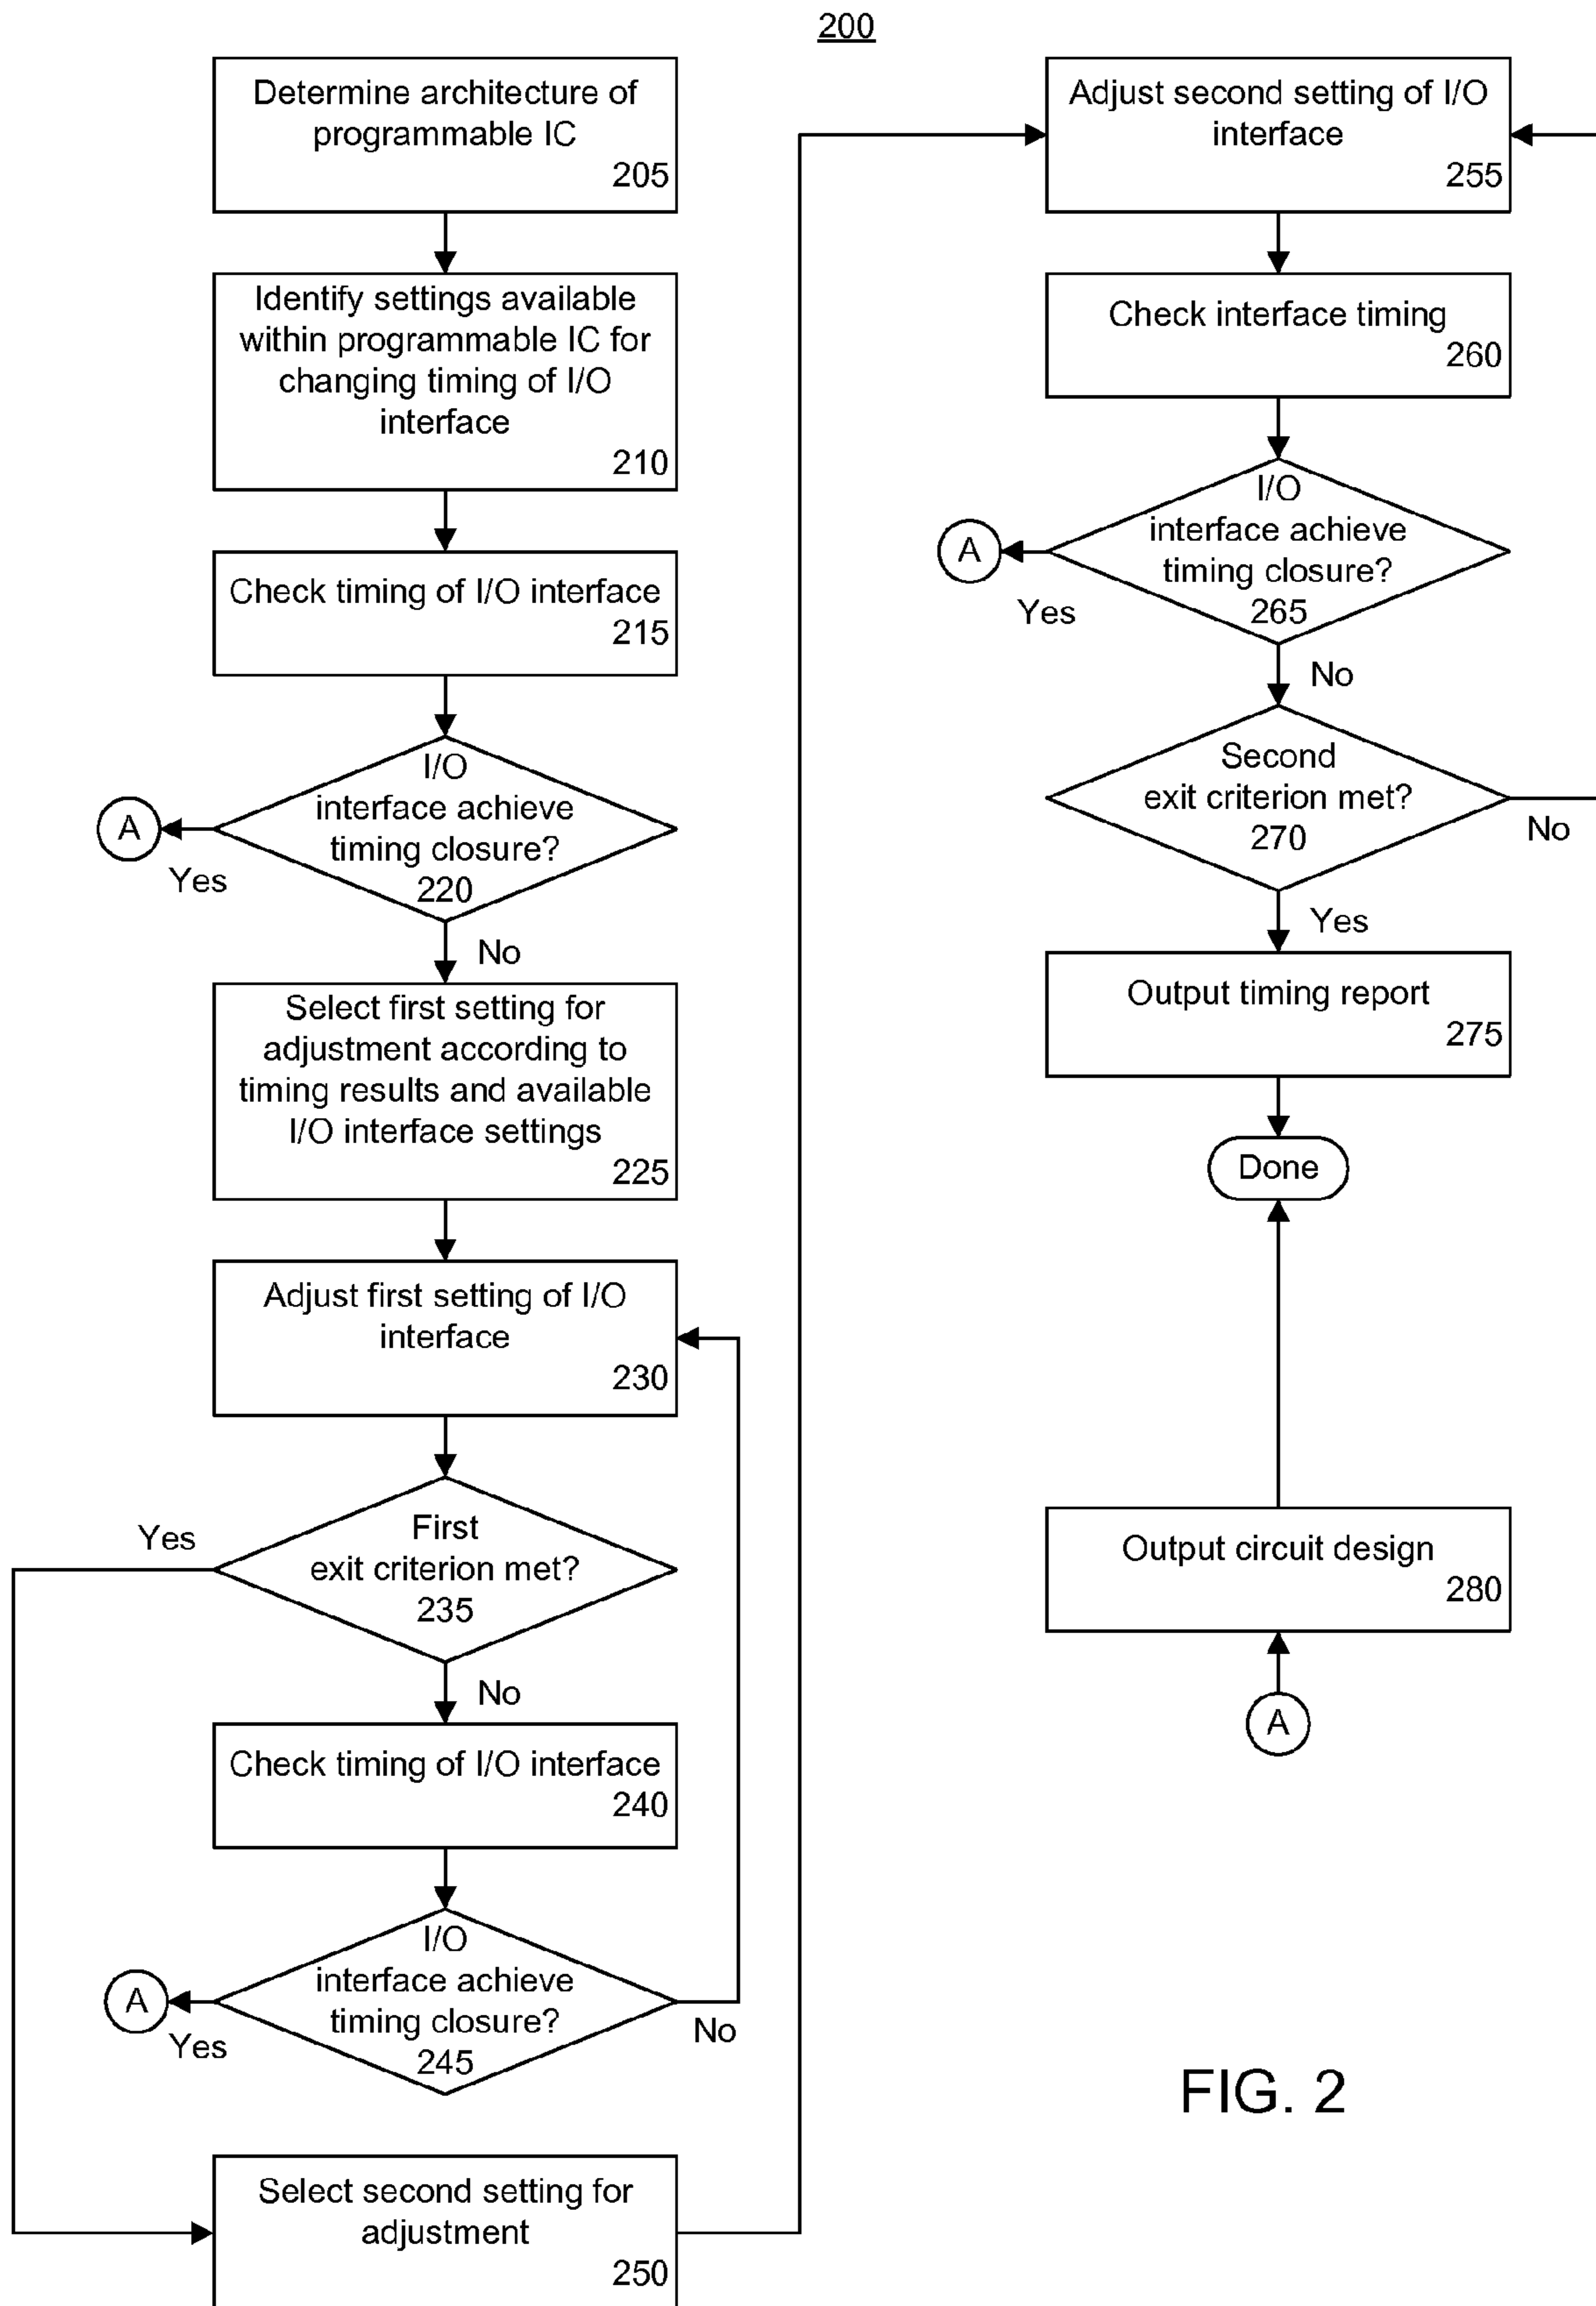 200
Determine architecture of
programmable IC
205
Identify settings available
within programmable IC for
changing timing of I/O
interface
210
Check timing of I/O interface
215
I/O
interface achieve
timing closure?
220
A
Yes
No
Select first setting for
adjustment according to
timing results and available
I/O interface settings
225
Adjust first setting of I/O
interface
230
Yes
First
exit criterion met?
235
No
Check timing of I/O interface
240
I/O
interface achieve
timing closure?
245
A
Yes
No
Select second setting for
adjustment
250
Adjust second setting of I/O
interface
255
Check interface timing
260
I/O
interface achieve
timing closure?
265
A
Yes
No
Second
exit criterion met?
270
No
Yes
Output timing report
275
Done
Output circuit design
280
A
FIG. 2